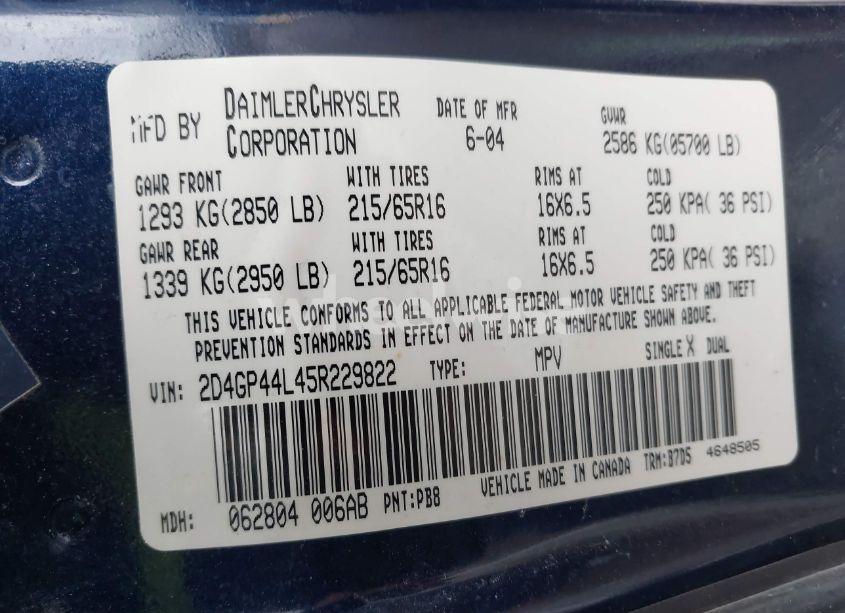 MFD BY DAIMLERCHRYSLER CORPORATION DATE OF MFR 6-04 GVWR 2586 KG(05700 LB)
GAWR FRONT WITH TIRES RIMS AT COLD
1293 KG(2850 LB) 215/65R16 16X6.5 250 KPA( 36 PSI)
GAWR REAR WITH TIRES RIMS AT COLD
1339 KG(2950 LB) 215/65R16 16X6.5 250 KPA( 36 PSI)
THIS VEHICLE CONFORMS TO ALL APPLICABLE FEDERAL MOTOR VEHICLE SAFETY AND THEFT
PREVENTION STANDARDS IN EFFECT ON THE DATE OF MANUFACTURE SHOWN ABOVE.
VIN: 2D4GP44L45R229822 TYPE: MPV SINGLE X DUAL
MDH: 062804 006AB PNT:PB8 VEHICLE MADE IN CANADA TRM:B7D5 4648505